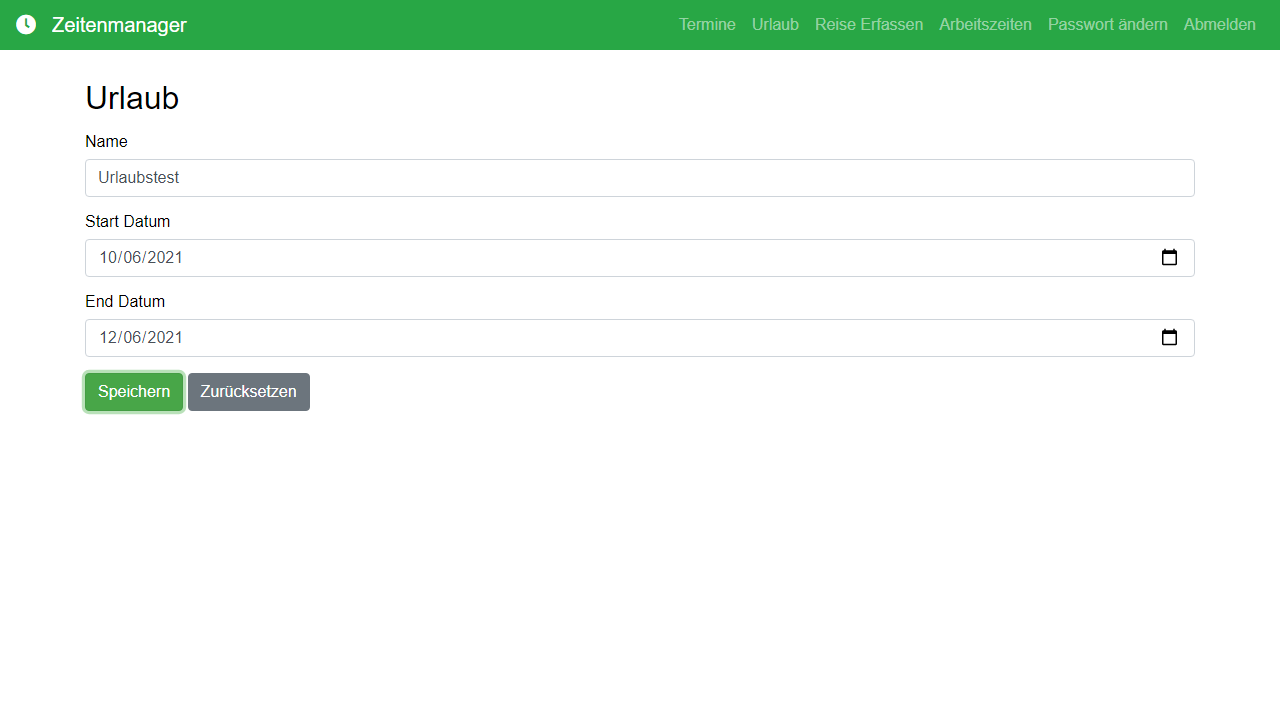 Zeitenmanager Termine Urlaub Reise Erfassen Arbeitszeiten Passwort ändern Abmelden
Urlaub
Name
Urlaubstest
Start Datum
10/06/2021
End Datum
12/06/2021
Speichern Zurücksetzen